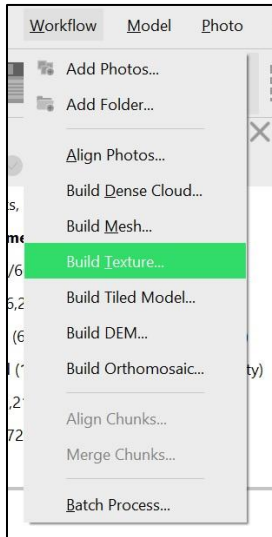 Workflow Model Photo
Add Photos...
Add Folder...
Align Photos...
Build Dense Cloud...
Build Mesh...
Build Texture...
Build Tiled Model...
Build DEM...
Build Orthomosaic...
Align Chunks...
Merge Chunks...
Batch Process...